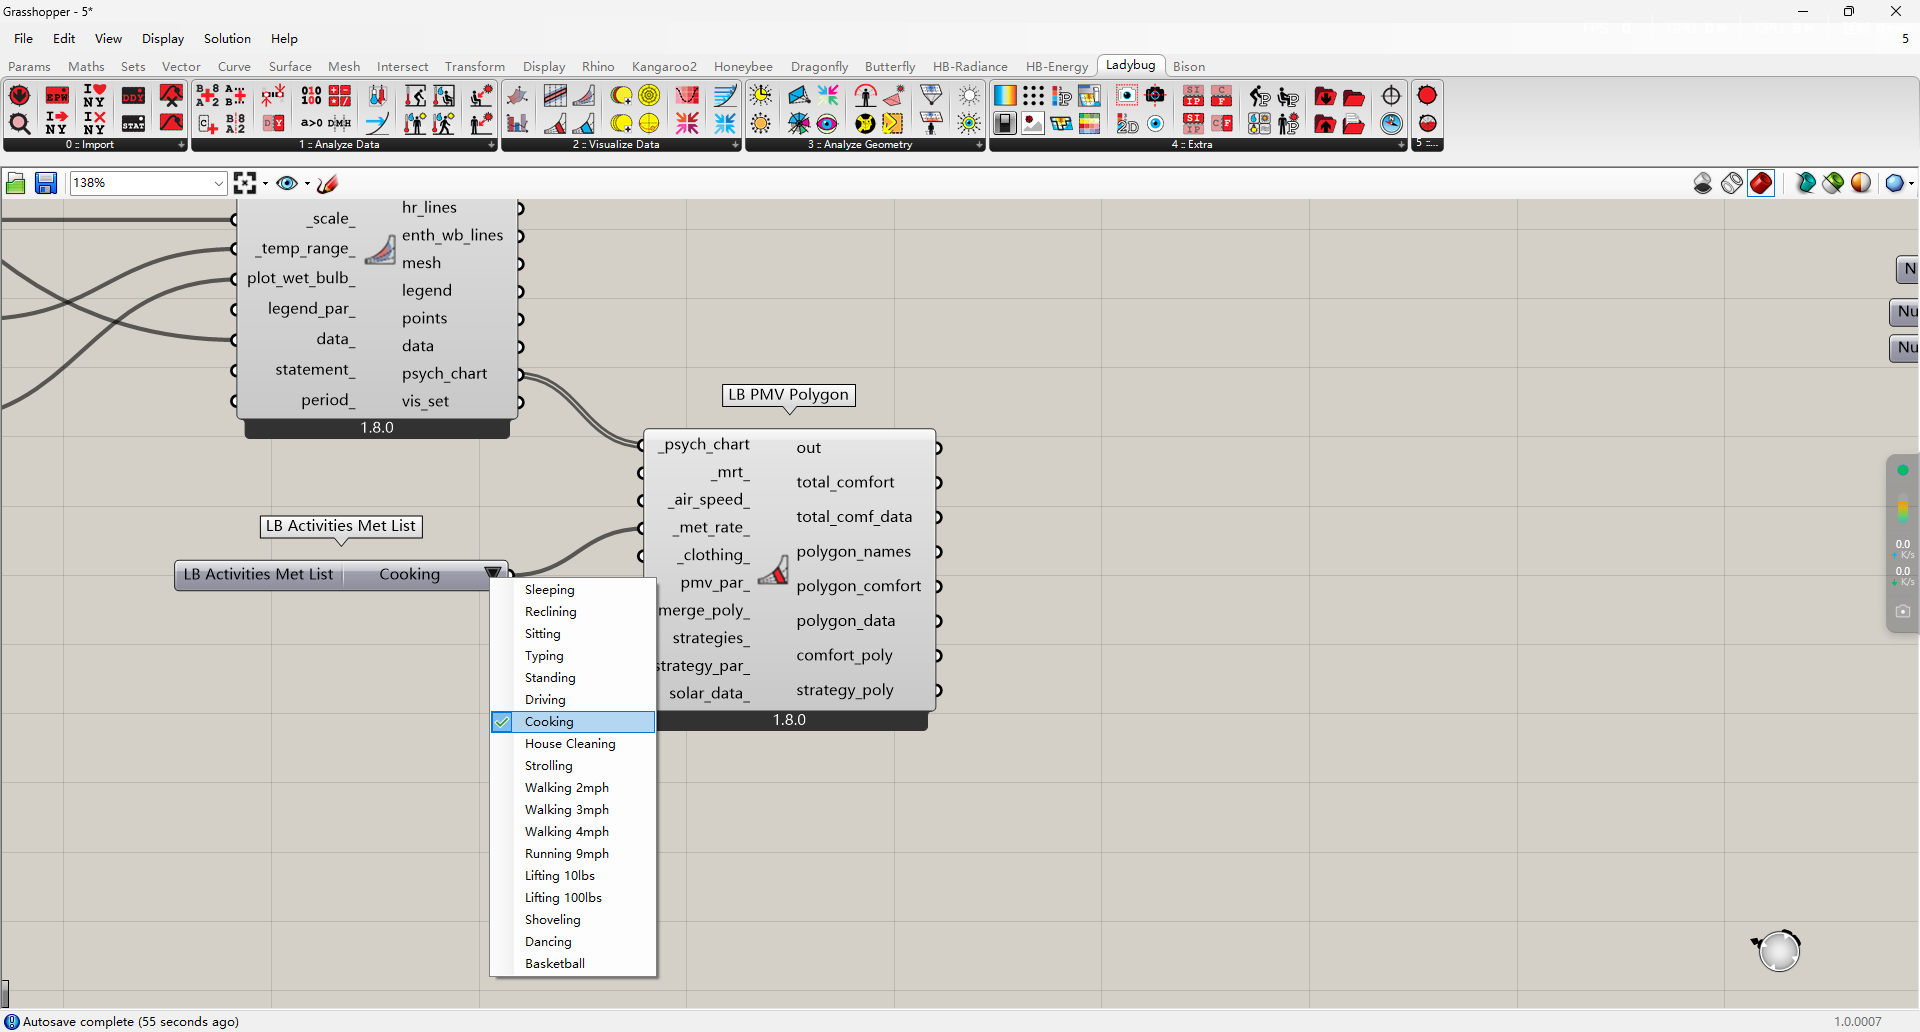 Grasshopper - 5*
File Edit View Display Solution Help 5
Params Maths Sets Vector Curve Surface Mesh Intersect Transform Display Rhino Kangaroo2 Honeybee Dragonfly Butterfly HB-Radiance HB-Energy Ladybug Bison
0 :: Import 1 :: Analyze Data 2 :: Visualize Data 3 :: Analyze Geometry 4 :: Extra 5 ::...
138%
_scale_
_temp_range_
plot_wet_bulb_
legend_par_
data_
statement_
period_
hr_lines
enth_wb_lines
mesh
legend
points
data
psych_chart
vis_set
1.8.0
N
Nu
Nu
LB PMV Polygon
_psych_chart
_mrt_
_air_speed_
_met_rate_
_clothing_
pmv_par_
merge_poly_
strategies_
strategy_par_
solar_data_
out
total_comfort
total_comf_data
polygon_names
polygon_comfort
polygon_data
comfort_poly
strategy_poly
1.8.0
LB Activities Met List
LB Activities Met List Cooking
Sleeping
Reclining
Sitting
Typing
Standing
Driving
Cooking
House Cleaning
Strolling
Walking 2mph
Walking 3mph
Walking 4mph
Running 9mph
Lifting 10lbs
Lifting 100lbs
Shoveling
Dancing
Basketball
0.0
K/s
0.0
K/s
Autosave complete (55 seconds ago)
1.0.0007